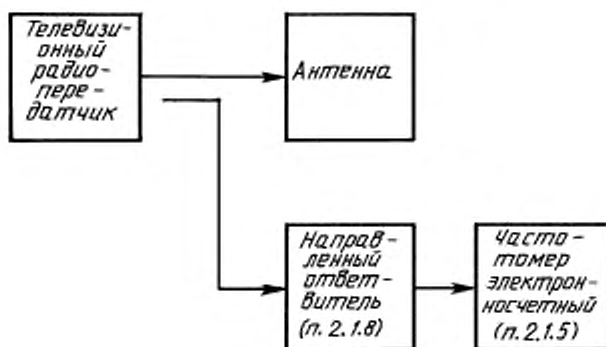 Телевизи-
онный
радио-
пере-
датчик
Антенна
Направ-
ленный
ответ-
витель
(п. 2.1.8)
Часто-
томер
электрон-
носчетный
(п. 2.1.5)